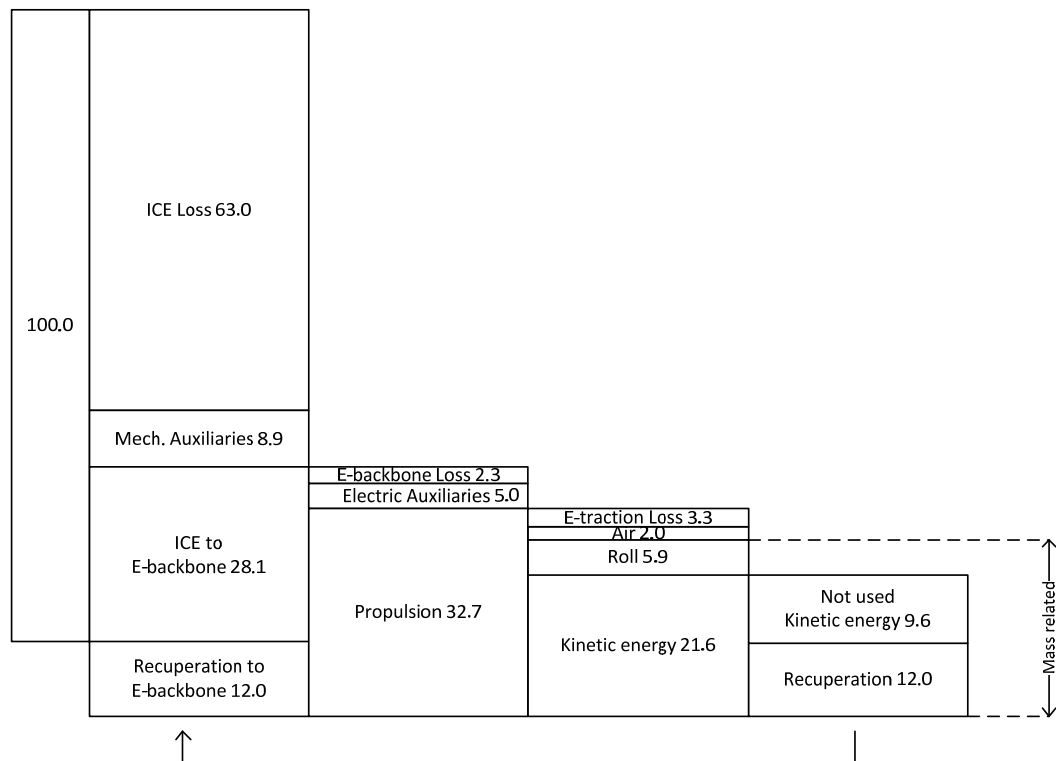 ICE Loss 63.0
100.0
Mech. Auxiliaries 8.9
E-backbone Loss 2.3
Electric Auxiliaries 5.0
E-traction Loss 3.3
Air 2.0
ICE to
E-backbone 28.1
Roll 5.9
Propulsion 32.7
Not used
Kinetic energy 9.6
Kinetic energy 21.6
Mass related
Recuperation to
E-backbone 12.0
Recuperation 12.0